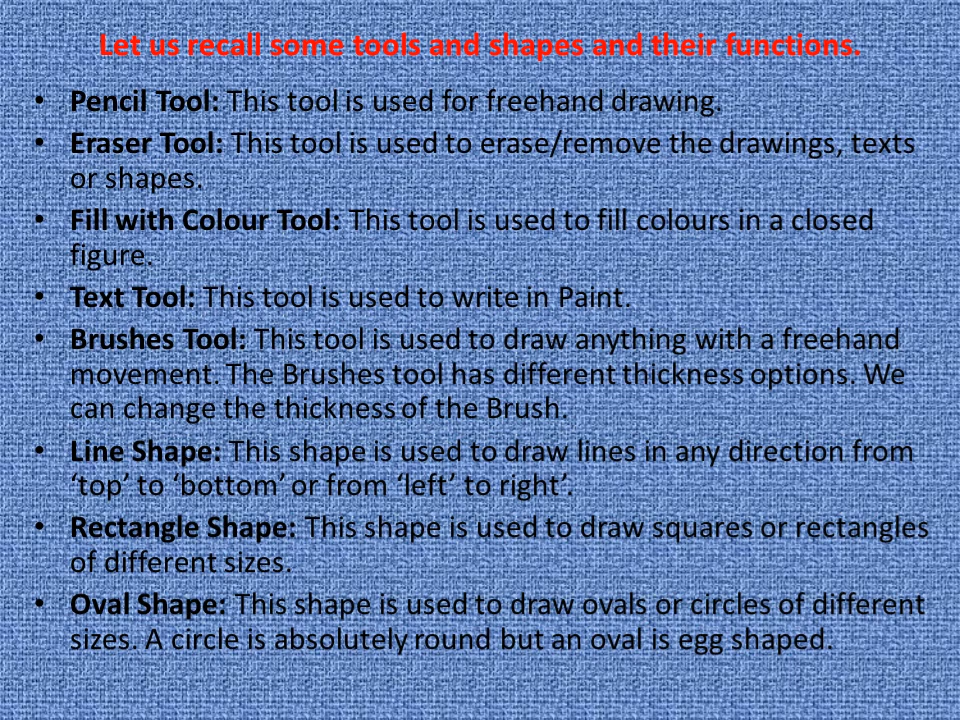 Let us recall some tools and shapes and their functions.
• Pencil Tool: This tool is used for freehand drawing.
• Eraser Tool: This tool is used to erase/remove the drawings, texts
or shapes.
• Fill with Colour Tool: This tool is used to fill colours in a closed
figure.
• Text Tool: This tool is used to write in Paint.
• Brushes Tool: This tool is used to draw anything with a freehand
movement. The Brushes tool has different thickness options. We
can change the thickness of the Brush.
• Line Shape: This shape is used to draw lines in any direction from
‘top’ to ‘bottom’ or from ‘left’ to right’.
• Rectangle Shape: This shape is used to draw squares or rectangles
of different sizes.
• Oval Shape: This shape is used to draw ovals or circles of different
sizes. A circle is absolutely round but an oval is egg shaped.